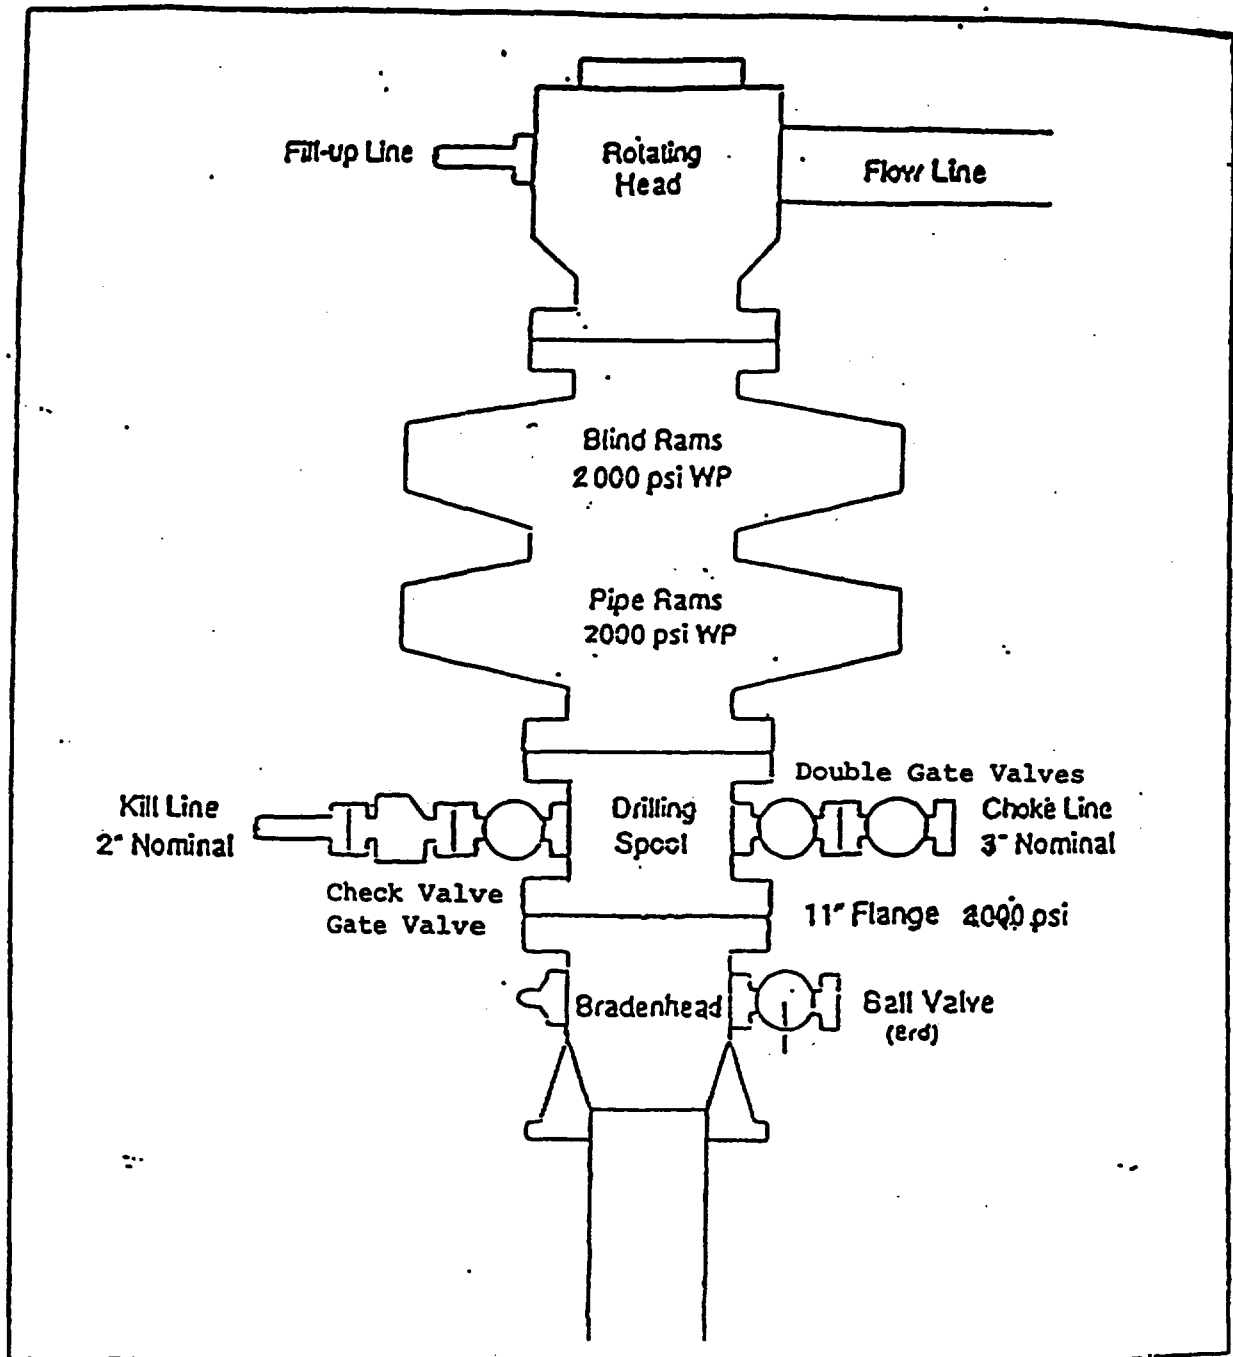 Fill-up Line
Rotating
Head
Flow Line
Blind Rams
2000 psi WP
Pipe Rams
2000 psi WP
Double Gate Valves
Kill Line
2" Nominal
Drilling
Spool
Choke Line
3" Nominal
Check Valve
Gate Valve
11" Flange 2000 psi
Bradenhead
Ball Valve